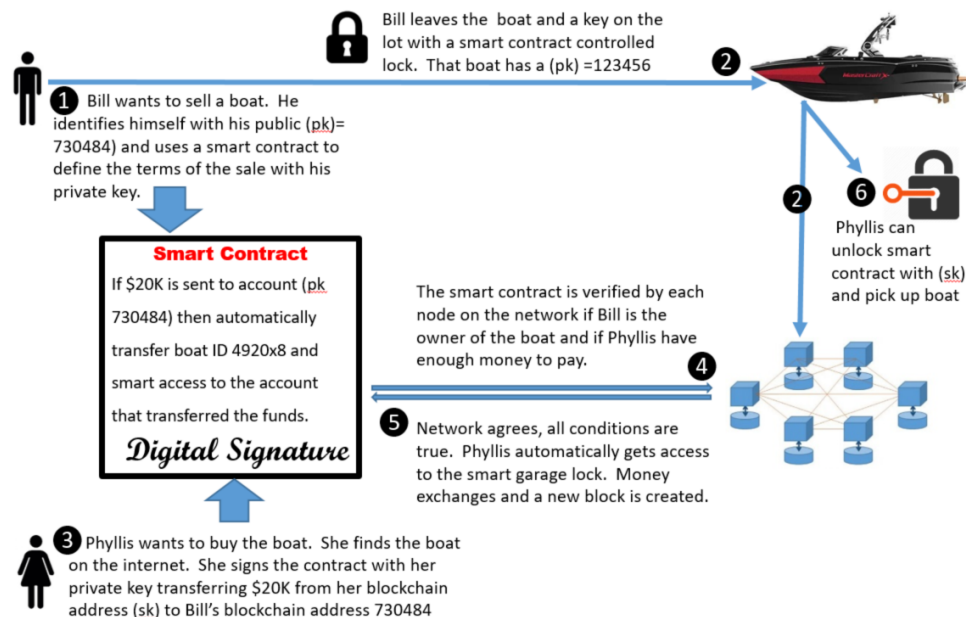 Bill leaves the boat and a key on the
lot with a smart contract controlled
lock. That boat has a (pk) =123456
2
1 Bill wants to sell a boat. He
identifies himself with his public (pk)=
730484) and uses a smart contract to
define the terms of the sale with his
private key.
2
6
Phyllis can
unlock smart
contract with (sk)
and pick up boat
Smart Contract
If $20K is sent to account (pk
730484) then automatically
transfer boat ID 4920x8 and
smart access to the account
that transferred the funds.
Digital Signature
The smart contract is verified by each
node on the network if Bill is the
owner of the boat and if Phyllis have
enough money to pay.
4
5 Network agrees, all conditions are
true. Phyllis automatically gets access
to the smart garage lock. Money
exchanges and a new block is created.
3 Phyllis wants to buy the boat. She finds the boat
on the internet. She signs the contract with her
private key transferring $20K from her blockchain
address (sk) to Bill's blockchain address 730484